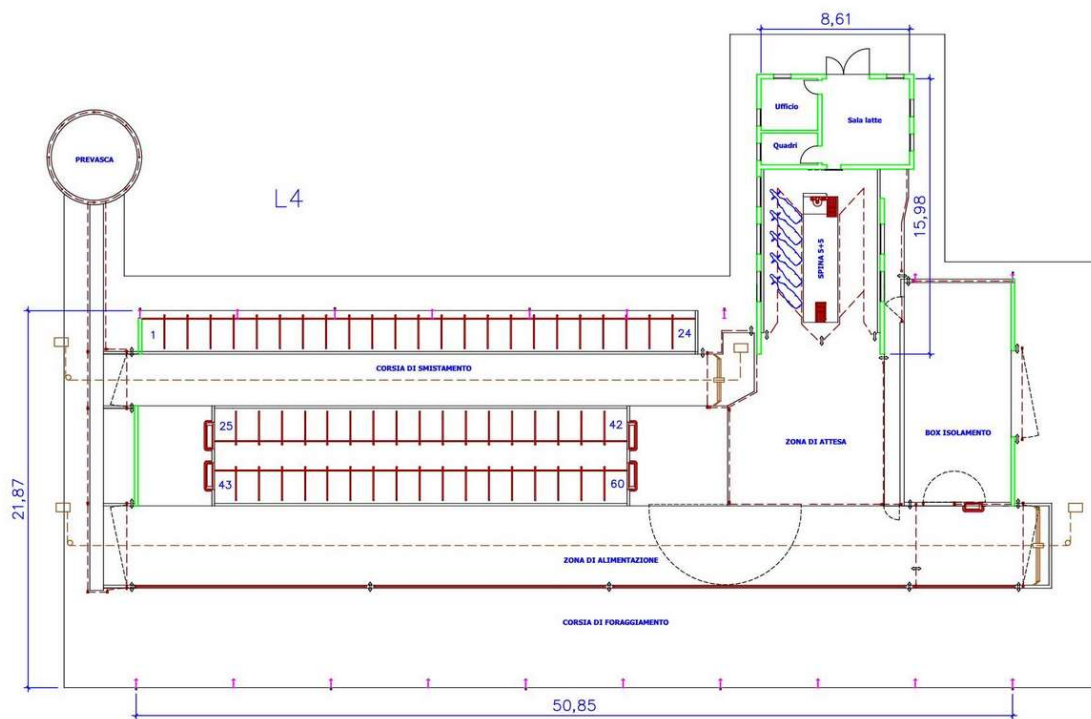 8,61
Ufficio
Sala latte
PREVASCA
Quadri
L4
15,98
SPINA 5+5
1
24
CORSIA DI SMISTAMENTO
25
42
ZONA DI ATTESA
BOX ISOLAMENTO
43
60
21,87
ZONA DI ALIMENTAZIONE
CORSIA DI FORAGGIAMENTO
50,85